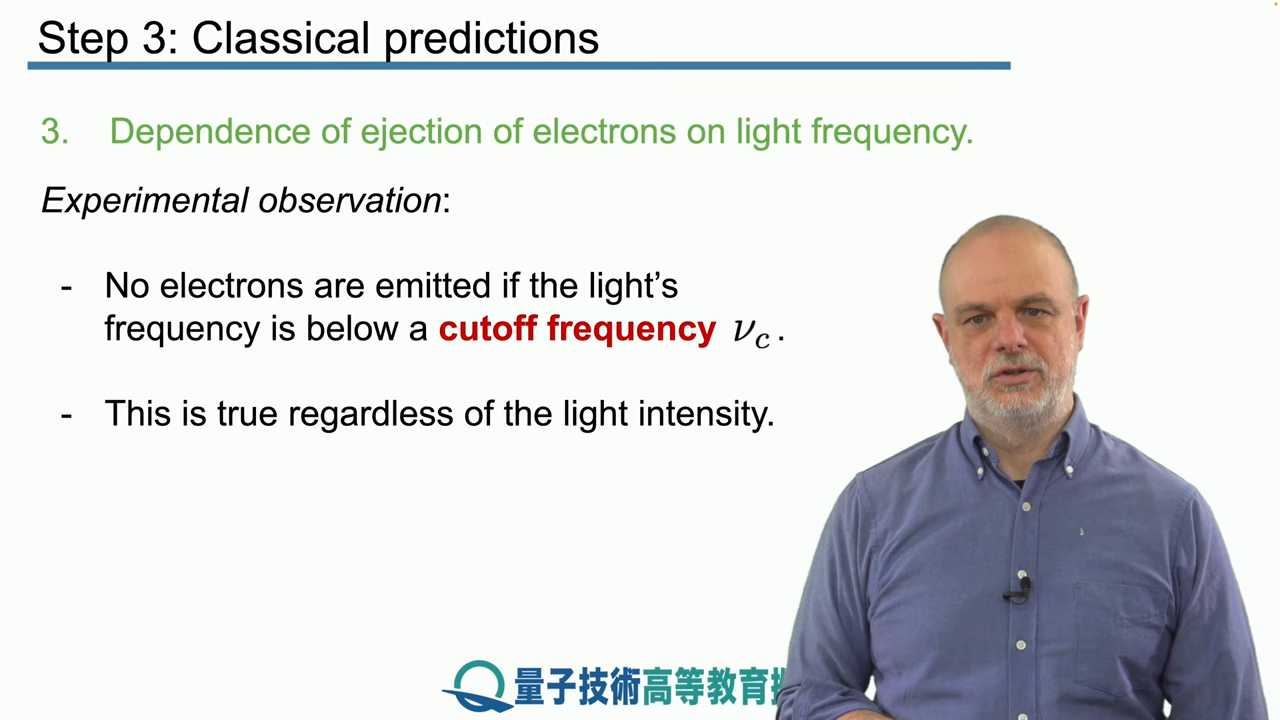 Step 3: Classical predictions
3. Dependence of ejection of electrons on light frequency.
Experimental observation:
- No electrons are emitted if the light’s
frequency is below a cutoff frequency ν_c.
- This is true regardless of the light intensity.
量子技術高等教育